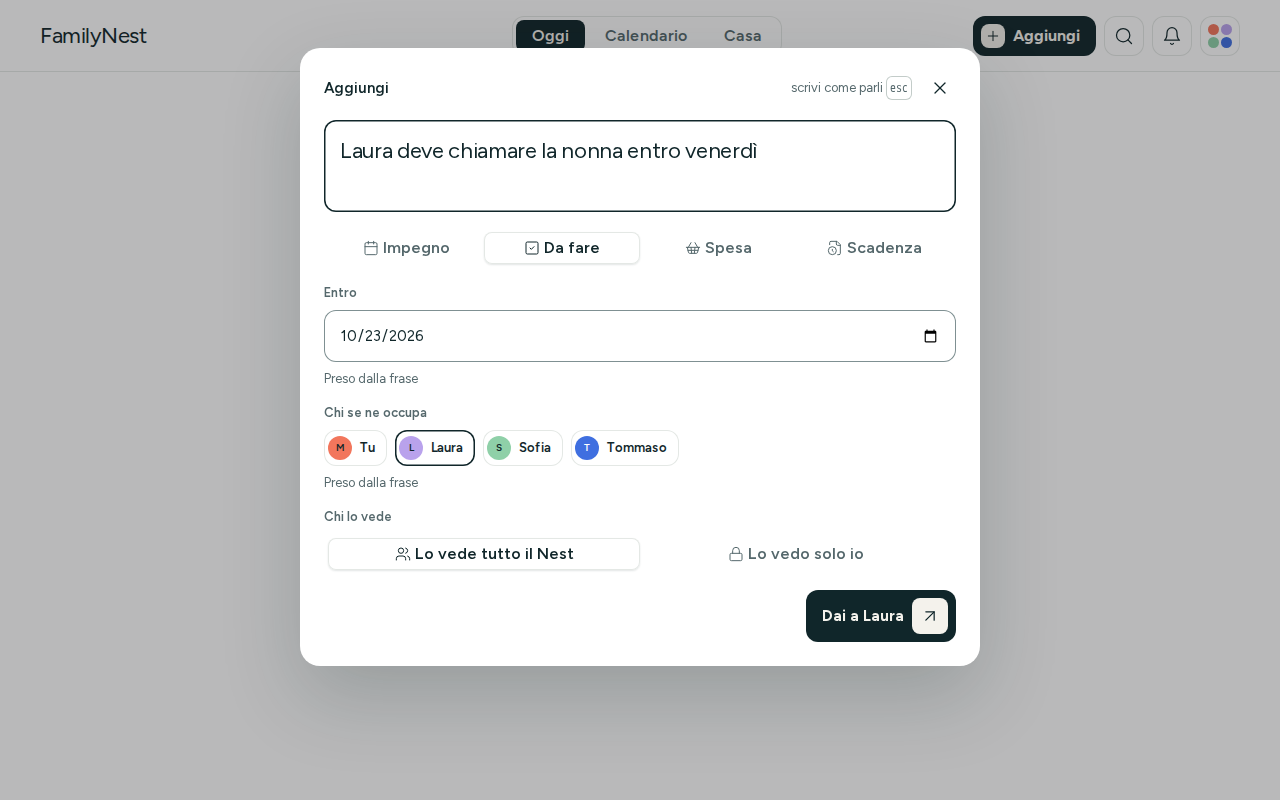 FamilyNest
Oggi Calendario Casa
Aggiungi
Aggiungi
scrivi come parli esc
Laura deve chiamare la nonna entro venerdì
Impegno Da fare Spesa Scadenza
Entro
10/23/2026
Preso dalla frase
Chi se ne occupa
M Tu L Laura S Sofia T Tommaso
Preso dalla frase
Chi lo vede
Lo vede tutto il Nest Lo vedo solo io
Dai a Laura